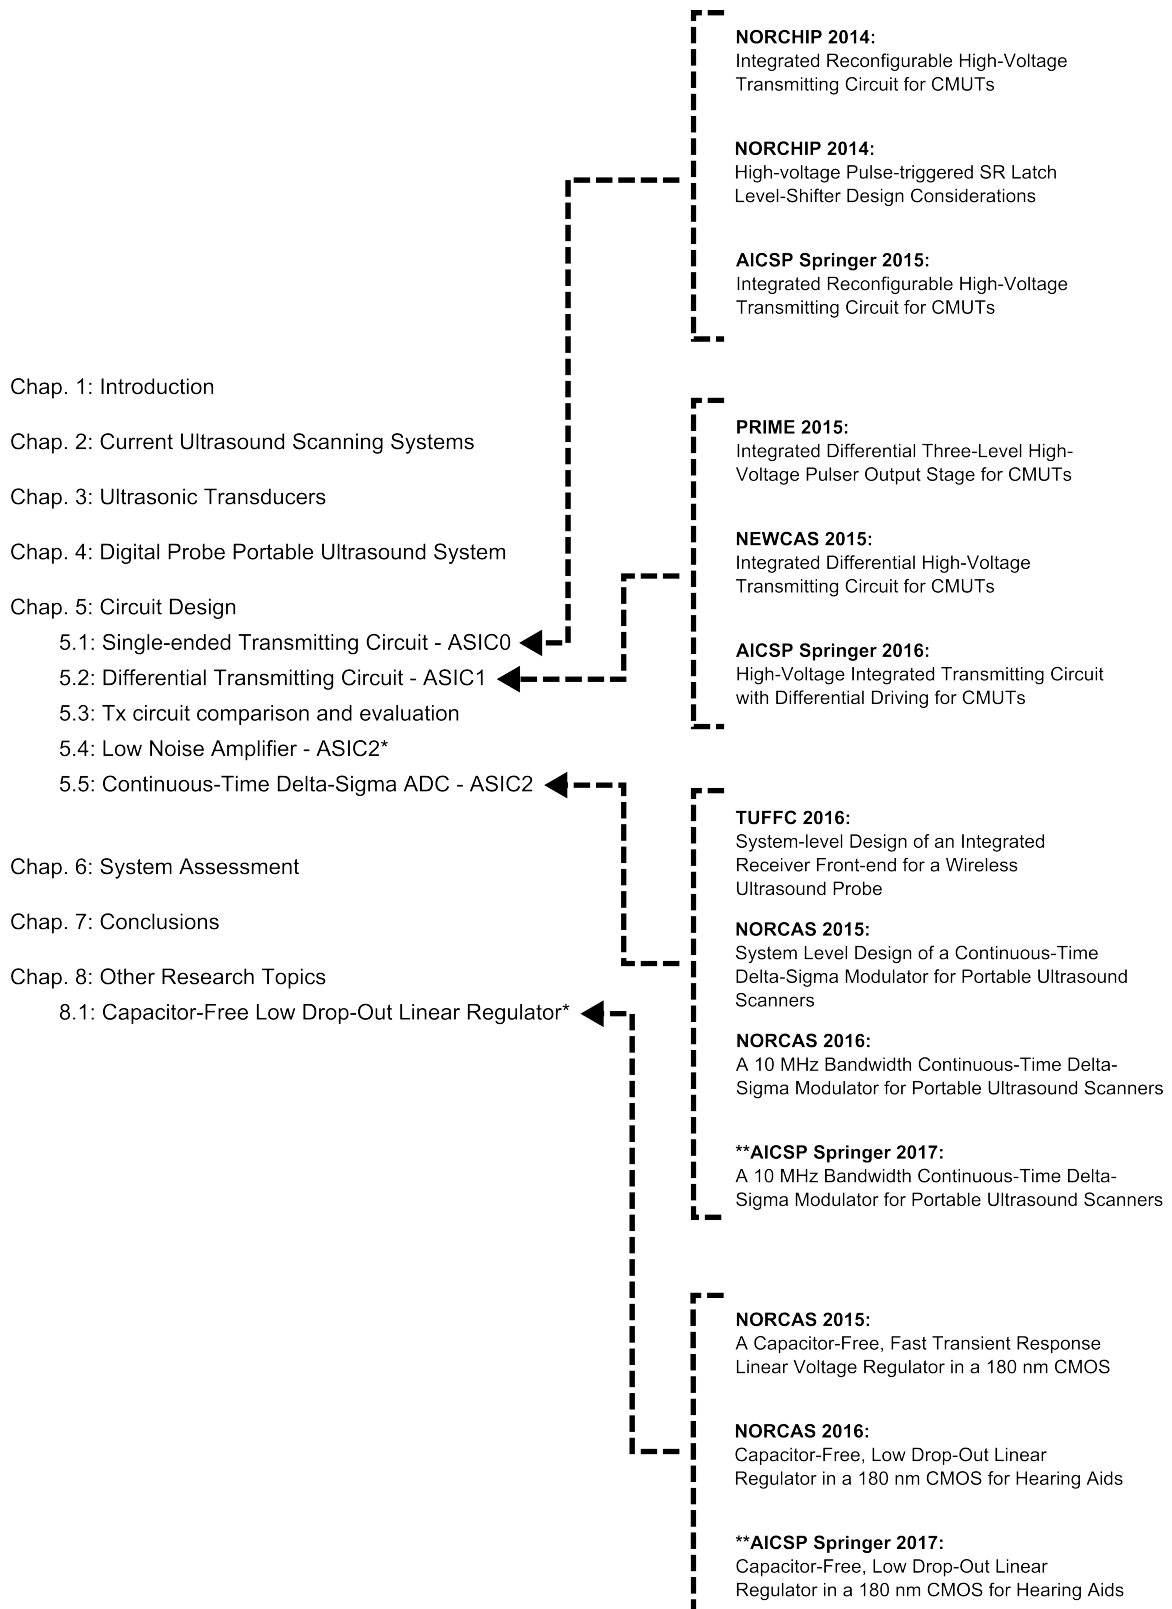 NORCHIP 2014:
Integrated Reconfigurable High-Voltage
Transmitting Circuit for CMUTs
NORCHIP 2014:
High-voltage Pulse-triggered SR Latch
Level-Shifter Design Considerations
AICSP Springer 2015:
Integrated Reconfigurable High-Voltage
Transmitting Circuit for CMUTs
Chap. 1: Introduction
Chap. 2: Current Ultrasound Scanning Systems
Chap. 3: Ultrasonic Transducers
Chap. 4: Digital Probe Portable Ultrasound System
Chap. 5: Circuit Design
5.1: Single-ended Transmitting Circuit - ASIC0
5.2: Differential Transmitting Circuit - ASIC1
5.3: Tx circuit comparison and evaluation
5.4: Low Noise Amplifier - ASIC2*
5.5: Continuous-Time Delta-Sigma ADC - ASIC2
Chap. 6: System Assessment
Chap. 7: Conclusions
Chap. 8: Other Research Topics
8.1: Capacitor-Free Low Drop-Out Linear Regulator*
PRIME 2015:
Integrated Differential Three-Level High-
Voltage Pulser Output Stage for CMUTs
NEWCAS 2015:
Integrated Differential High-Voltage
Transmitting Circuit for CMUTs
AICSP Springer 2016:
High-Voltage Integrated Transmitting Circuit
with Differential Driving for CMUTs
TUFFC 2016:
System-level Design of an Integrated
Receiver Front-end for a Wireless
Ultrasound Probe
NORCAS 2015:
System Level Design of a Continuous-Time
Delta-Sigma Modulator for Portable Ultrasound
Scanners
NORCAS 2016:
A 10 MHz Bandwidth Continuous-Time Delta-
Sigma Modulator for Portable Ultrasound Scanners
**AICSP Springer 2017:
A 10 MHz Bandwidth Continuous-Time Delta-
Sigma Modulator for Portable Ultrasound Scanners
NORCAS 2015:
A Capacitor-Free, Fast Transient Response
Linear Voltage Regulator in a 180 nm CMOS
NORCAS 2016:
Capacitor-Free, Low Drop-Out Linear
Regulator in a 180 nm CMOS for Hearing Aids
**AICSP Springer 2017:
Capacitor-Free, Low Drop-Out Linear
Regulator in a 180 nm CMOS for Hearing Aids